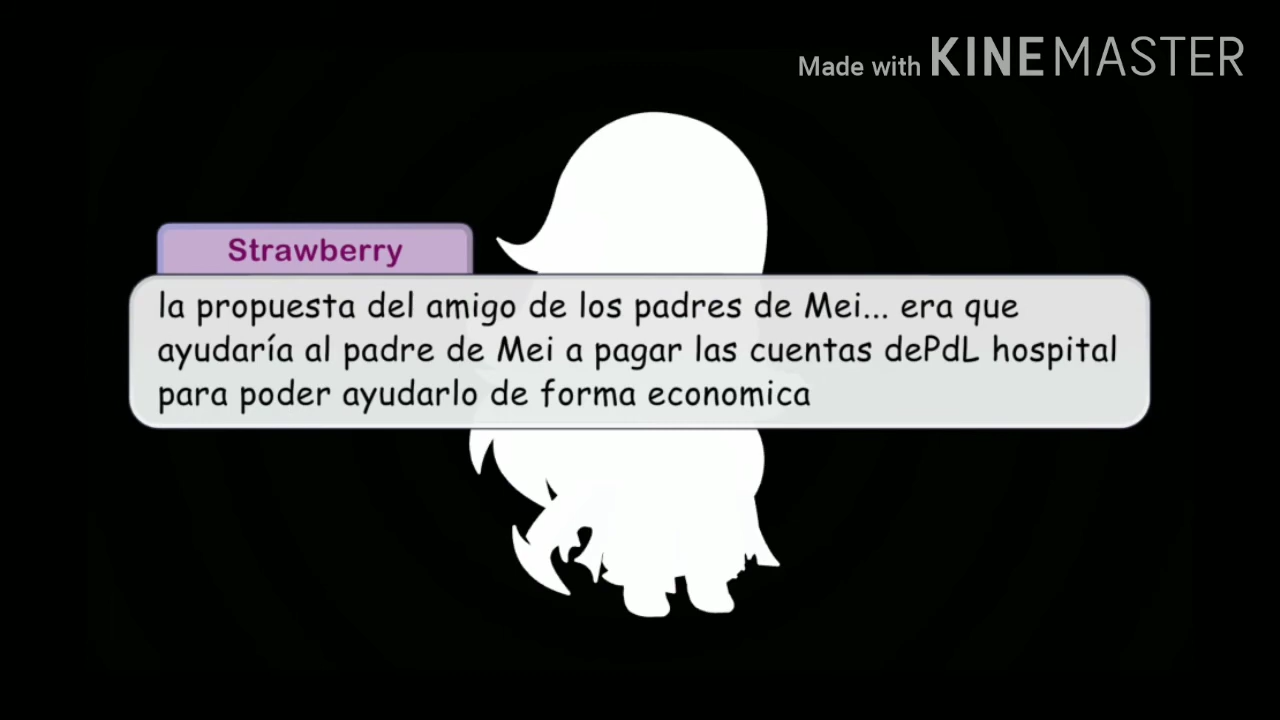 Made with KINEMASTER
Strawberry
la propuesta del amigo de los padres de Mei... era que
ayudaría al padre de Mei a pagar las cuentas dePdL hospital
para poder ayudarlo de forma economica